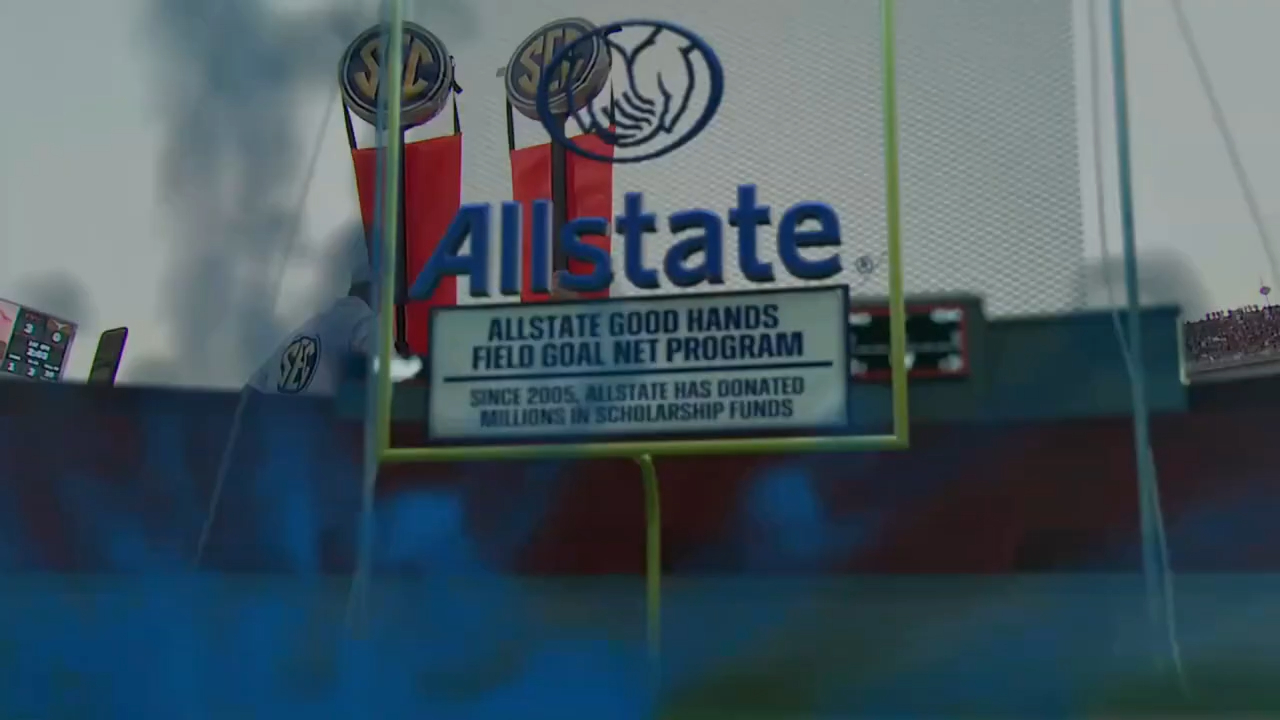 SEC
SEC
Allstate®
ALLSTATE GOOD HANDS
FIELD GOAL NET PROGRAM
SINCE 2005, ALLSTATE HAS DONATED
MILLIONS IN SCHOLARSHIP FUNDS
SEC